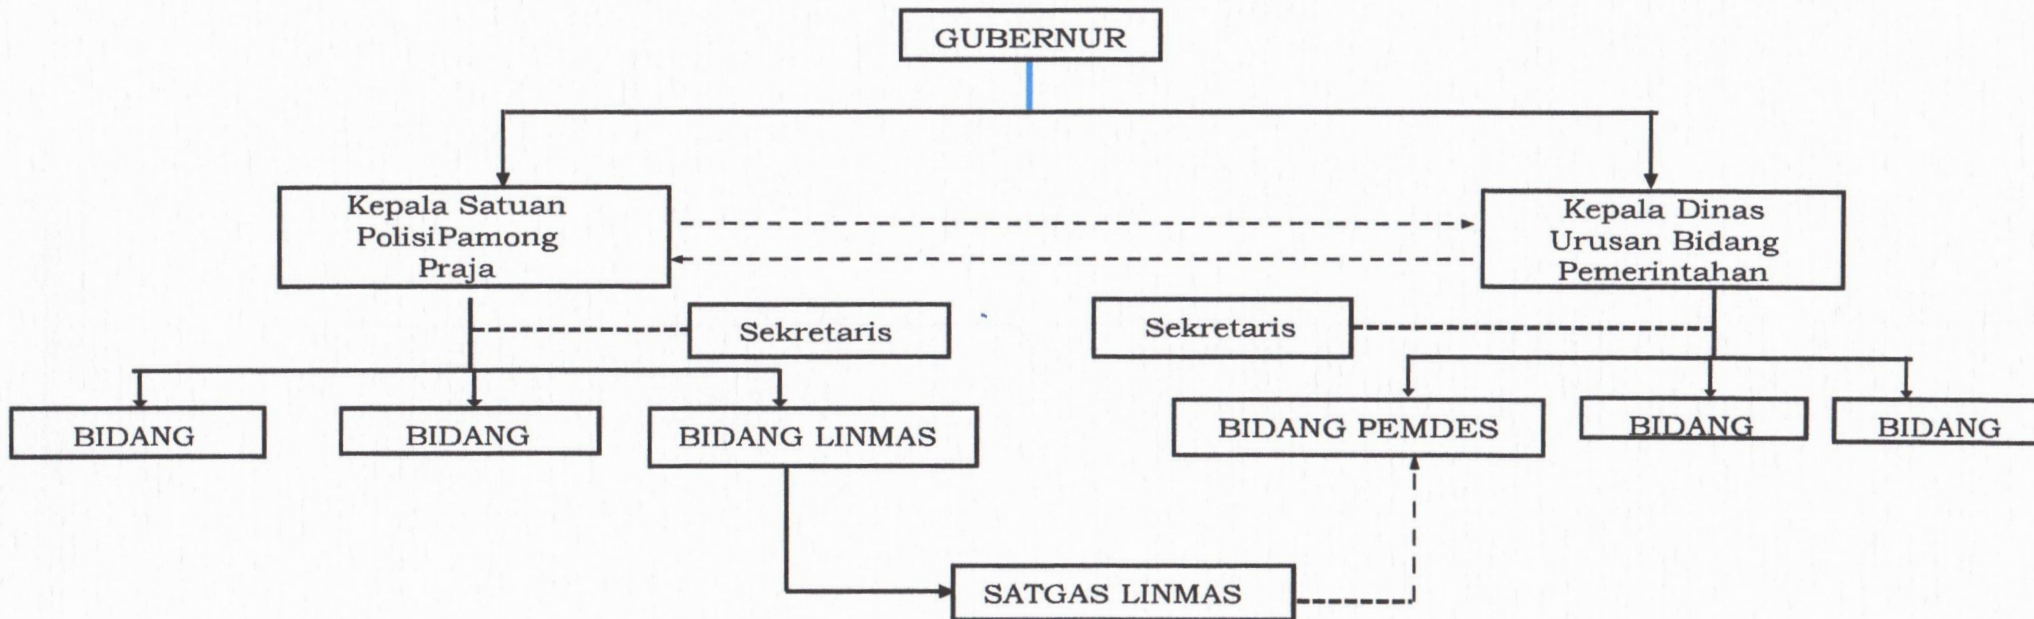 GUBERNUR
Kepala Satuan
PolisiPamong
Praja
Kepala Dinas
Urusan Bidang
Pemerintahan
Sekretaris
Sekretaris
BIDANG
BIDANG
BIDANG LINMAS
BIDANG PEMDES
BIDANG
BIDANG
SATGAS LINMAS